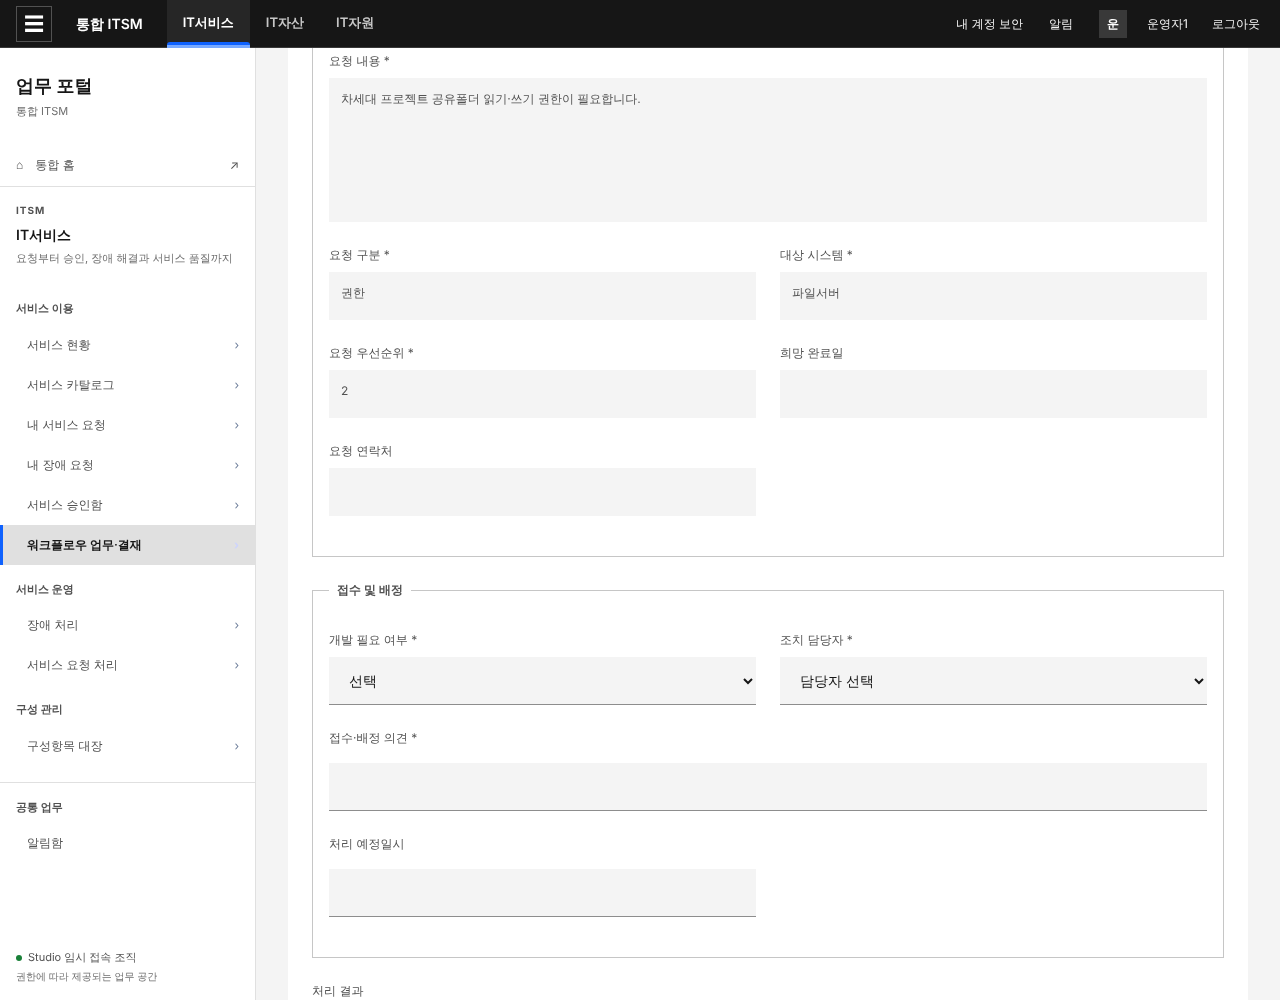 통합 ITSM
IT서비스
IT자산
IT자원
내 계정 보안
알림
운
운영자1
로그아웃
업무 포털
통합 ITSM
⌂ 통합 홈 ↗
ITSM
IT서비스
요청부터 승인, 장애 해결과 서비스 품질까지
서비스 이용
서비스 현황 ›
서비스 카탈로그 ›
내 서비스 요청 ›
내 장애 요청 ›
서비스 승인함 ›
워크플로우 업무·결재 ›
서비스 운영
장애 처리 ›
서비스 요청 처리 ›
구성 관리
구성항목 대장 ›
공통 업무
알림함
Studio 임시 접속 조직
권한에 따라 제공되는 업무 공간
요청 내용 *
차세대 프로젝트 공유폴더 읽기·쓰기 권한이 필요합니다.
요청 구분 *
권한
대상 시스템 *
파일서버
요청 우선순위 *
2
희망 완료일
요청 연락처
접수 및 배정
개발 필요 여부 *
선택
조치 담당자 *
담당자 선택
접수·배정 의견 *
처리 예정일시
처리 결과